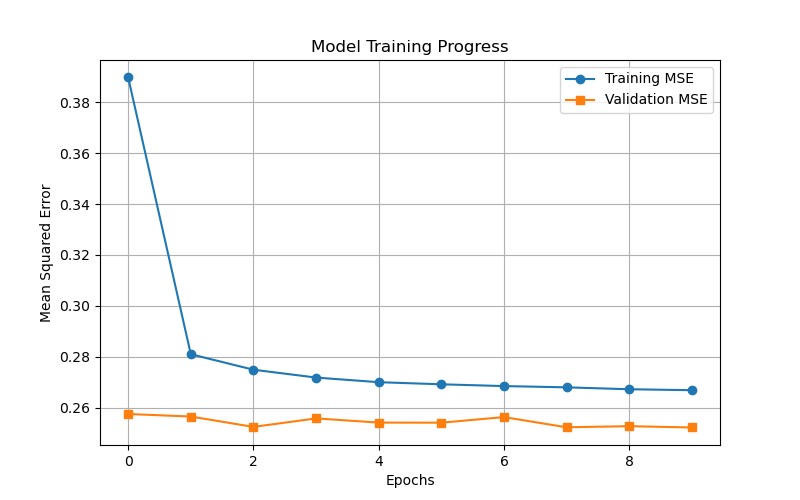 Model Training Progress
Training MSE
Validation MSE
Mean Squared Error
0.38
0.36
0.34
0.32
0.30
0.28
0.26
0 2 4 6 8
Epochs